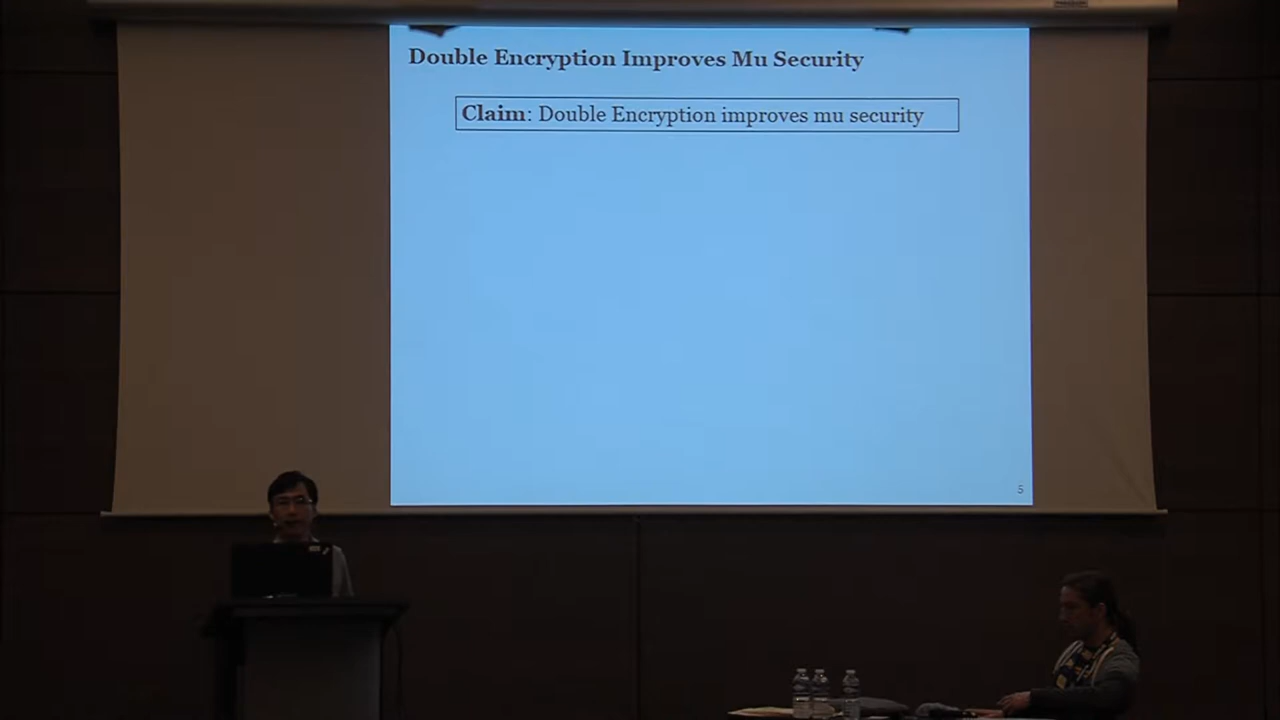 Double Encryption Improves Mu Security
Claim: Double Encryption improves mu security
5